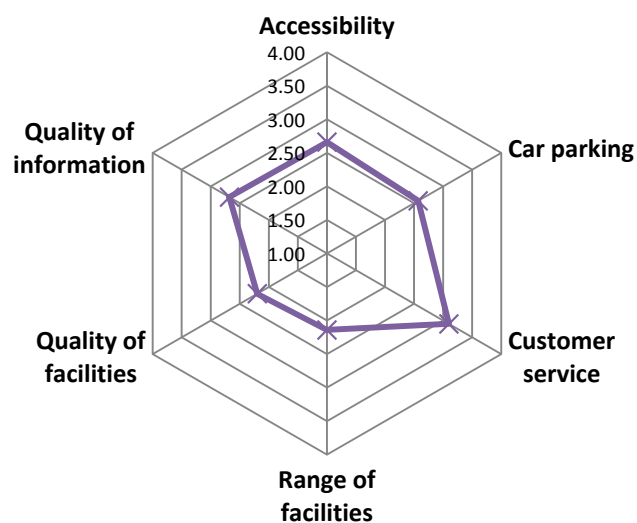 Accessibility
4.00
3.50
3.00
2.50
2.00
1.50
1.00
Car parking
Customer
service
Range of
facilities
Quality of
facilities
Quality of
information